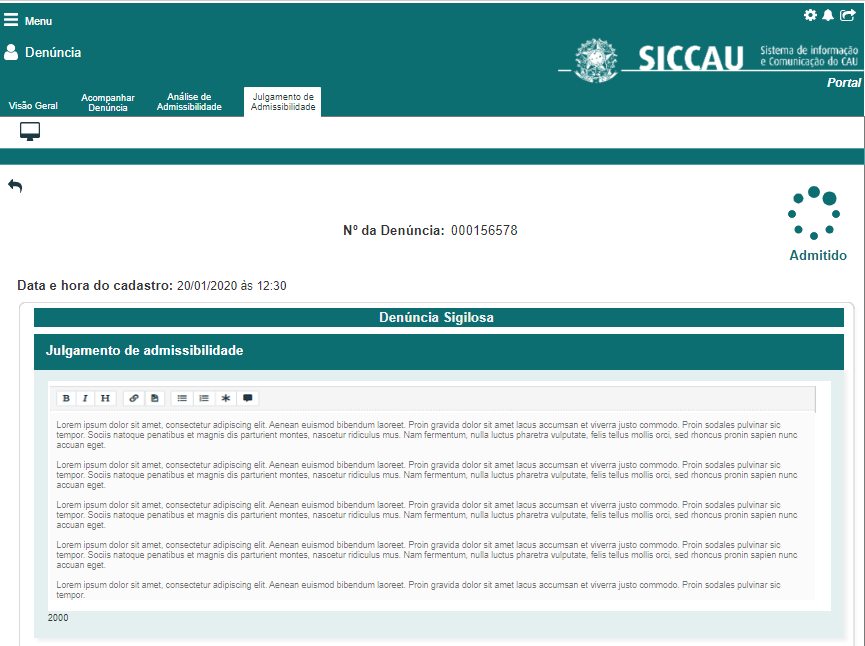 Menu
Denúncia
SICCAU
Sistema de informação
e Comunicação do CAU
Portal
Visão Geral
Acompanhar
Denúncia
Análise de
Admissibilidade
Julgamento de
Admissibilidade
Nº da Denúncia: 000156578
Admitido
Data e hora do cadastro: 20/01/2020 às 12:30
Denúncia Sigilosa
Julgamento de admissibilidade
B I H
Lorem ipsum dolor sit amet, consectetur adipiscing elit. Aenean euismod bibendum laoreet. Proin gravida dolor sit amet lacus accumsan et viverra justo commodo. Proin sodales pulvinar sic
tempor. Sociis natoque penatibus et magnis dis parturient montes, nascetur ridiculus mus. Nam fermentum, nulla luctus pharetra vulputate, felis tellus mollis orci, sed rhoncus pronin sapien nunc
accuan eget.
Lorem ipsum dolor sit amet, consectetur adipiscing elit. Aenean euismod bibendum laoreet. Proin gravida dolor sit amet lacus accumsan et viverra justo commodo. Proin sodales pulvinar sic
tempor. Sociis natoque penatibus et magnis dis parturient montes, nascetur ridiculus mus. Nam fermentum, nulla luctus pharetra vulputate, felis tellus mollis orci, sed rhoncus pronin sapien nunc
accuan eget.
Lorem ipsum dolor sit amet, consectetur adipiscing elit. Aenean euismod bibendum laoreet. Proin gravida dolor sit amet lacus accumsan et viverra justo commodo. Proin sodales pulvinar sic
tempor. Sociis natoque penatibus et magnis dis parturient montes, nascetur ridiculus mus. Nam fermentum, nulla luctus pharetra vulputate, felis tellus mollis orci, sed rhoncus pronin sapien nunc
accuan eget.
Lorem ipsum dolor sit amet, consectetur adipiscing elit. Aenean euismod bibendum laoreet. Proin gravida dolor sit amet lacus accumsan et viverra justo commodo. Proin sodales pulvinar sic
tempor. Sociis natoque penatibus et magnis dis parturient montes, nascetur ridiculus mus. Nam fermentum, nulla luctus pharetra vulputate, felis tellus mollis orci, sed rhoncus pronin sapien nunc
accuan eget.
Lorem ipsum dolor sit amet, consectetur adipiscing elit. Aenean euismod bibendum laoreet. Proin gravida dolor sit amet lacus accumsan et viverra justo commodo. Proin sodales pulvinar sic
tempor.
2000